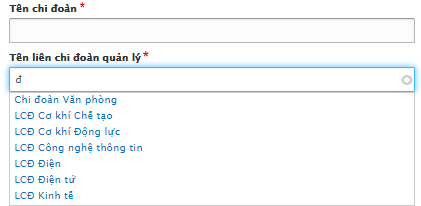 Tên chi đoàn *
Tên liên chi đoàn quản lý *
đ
Chi đoàn Văn phòng
LCĐ Cơ khí Chế tạo
LCĐ Cơ khí Động lực
LCĐ Công nghệ thông tin
LCĐ Điện
LCĐ Điện tử
LCĐ Kinh tế